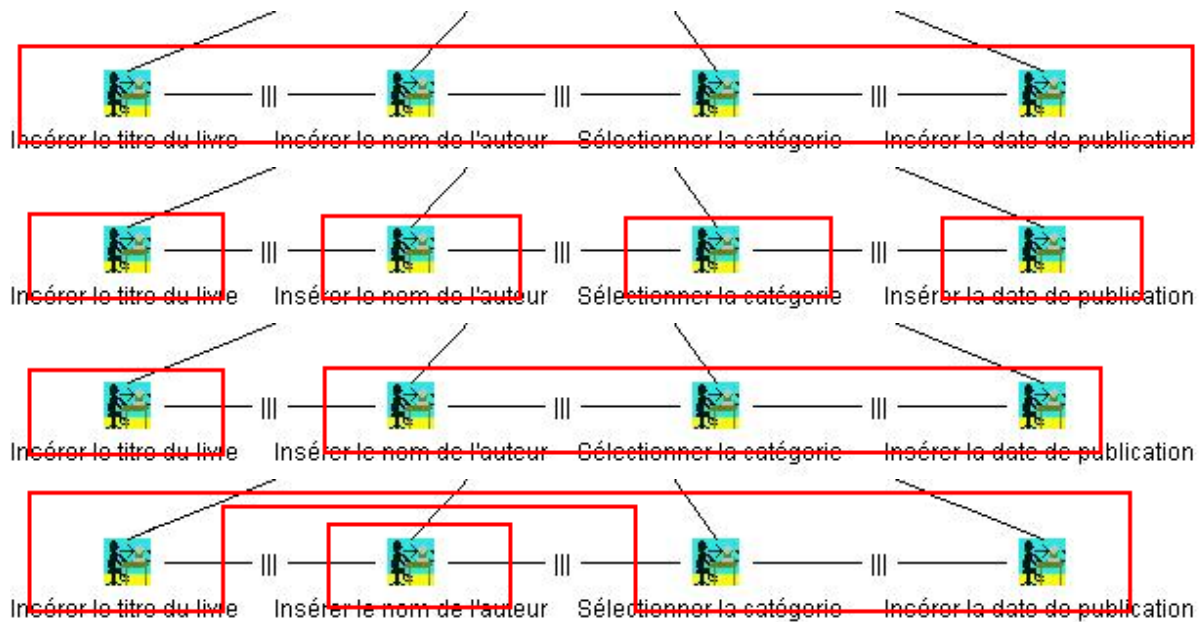 ||| ||| |||
Insérer le titre du livre Insérer le nom de l'auteur Sélectionner la catégorie Insérer la date de publication
||| ||| |||
Insérer le titre du livre Insérer le nom de l'auteur Sélectionner la catégorie Insérer la date de publication
||| ||| |||
Insérer le titre du livre Insérer le nom de l'auteur Sélectionner la catégorie Insérer la date de publication
||| ||| |||
Insérer le titre du livre Insérer le nom de l'auteur Sélectionner la catégorie Insérer la date de publication